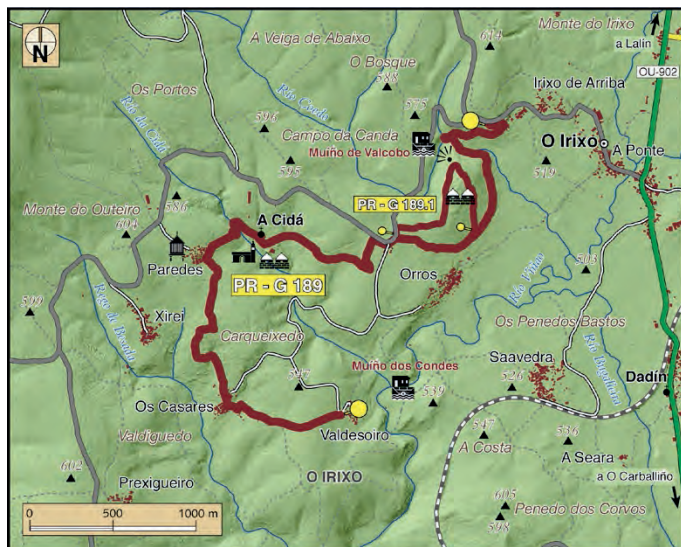 N
Monte do Irixo
614
a Lalín
A Veiga de Abaixo
OU-902
O Bosque
588
Irixo de Arriba
Os Portos
575
Río da Cidá
594
Campo da Canda
O Irixo
Muiño de Valcobo
A Ponte
595
519
586
PR - G 189.1
A Cidá
Monte do Outeiro
604
Paredes
PR - G 189
Orros
503
Río Viñao
590
Xirei
Os Penedos Bastos
Carqueixedo
Muiño dos Condes
Saavedra
597
539
526
Dadín
Os Casares
Valdesoiro
547
536
Valdiguedo
A Costa
A Seara
602
O IRIXO
a O Carballiño
Prexigueiro
605
Penedo dos Corvos
598
0 500 1000 m